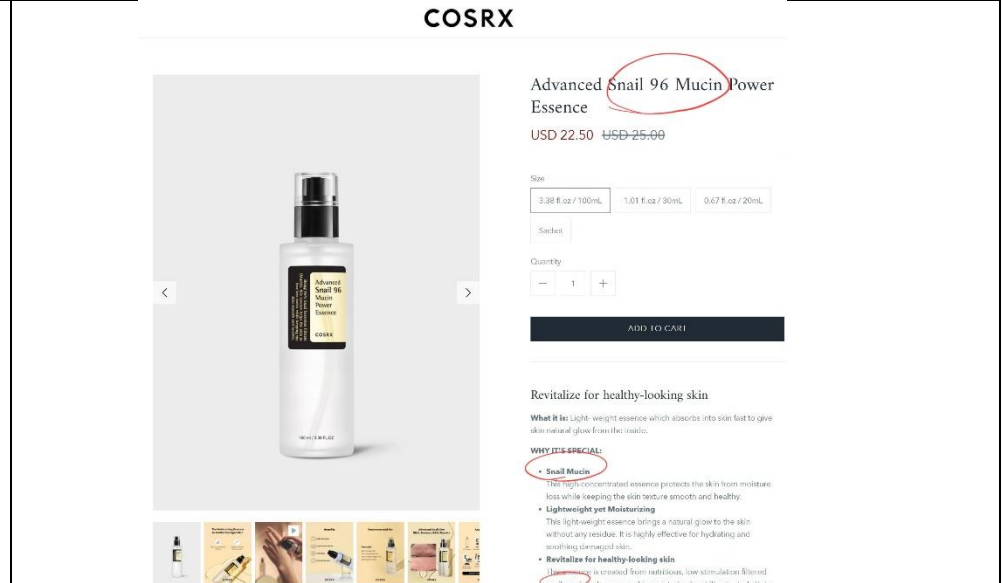 COSRX
Advanced Snail 96 Mucin Power
Essence
USD 22.50 USD 25.00
Size
3.38 fl.oz / 100mL
1.01 fl.oz / 30mL
0.67 fl.oz / 20mL
Sachet
Quantity
− 1 +
ADD TO CART
Advanced
Snail 96
Mucin
Power
Essence
COSRX
Revitalize for healthy-looking skin
What it is: Light- weight essence which absorbs into skin fast to give
skin natural glow from the inside.
WHY IT'S SPECIAL:
• Snail Mucin
This high-concentrated essence protects the skin from moisture
loss while keeping the skin texture smooth and healthy.
• Lightweight yet Moisturizing
This light-weight essence brings a natural glow to the skin
without any residue. It is highly effective for hydrating and
soothing damaged skin.
• Revitalize for healthy-looking skin
This essence is created from nutritious, low stimulation filtered